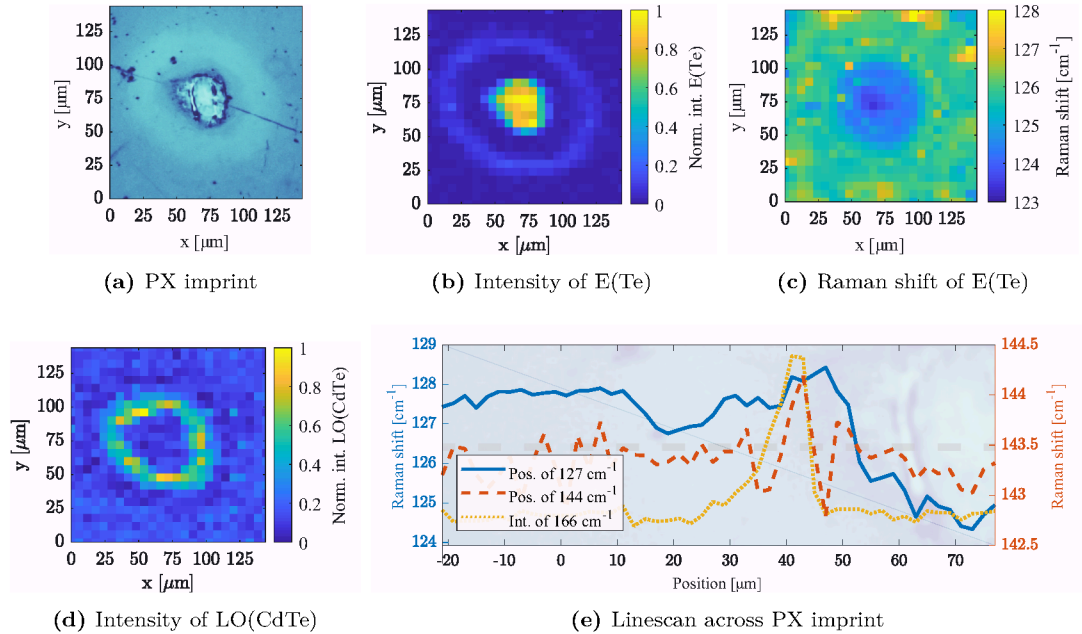 125
100
75
50
25
0
y [μm]
0 25 50 75 100 125
x [μm]
(a) PX imprint
125
100
75
50
25
0
y [μm]
0 25 50 75 100 125
x [μm]
1
0.8
0.6
0.4
0.2
0
Norm. int. E(Te)
(b) Intensity of E(Te)
125
100
75
50
25
0
y [μm]
0 25 50 75 100 125
x [μm]
128
127
126
125
124
123
Raman shift [cm⁻¹]
(c) Raman shift of E(Te)
125
100
75
50
25
0
y [μm]
0 25 50 75 100 125
x [μm]
1
0.8
0.6
0.4
0.2
0
Norm. int. LO(CdTe)
(d) Intensity of LO(CdTe)
129
128
127
126
125
124
Raman shift [cm⁻¹]
Pos. of 127 cm⁻¹
Pos. of 144 cm⁻¹
Int. of 166 cm⁻¹
-20 -10 0 10 20 30 40 50 60 70
Position [μm]
144.5
144
143.5
143
142.5
Raman shift [cm⁻¹]
(e) Linescan across PX imprint